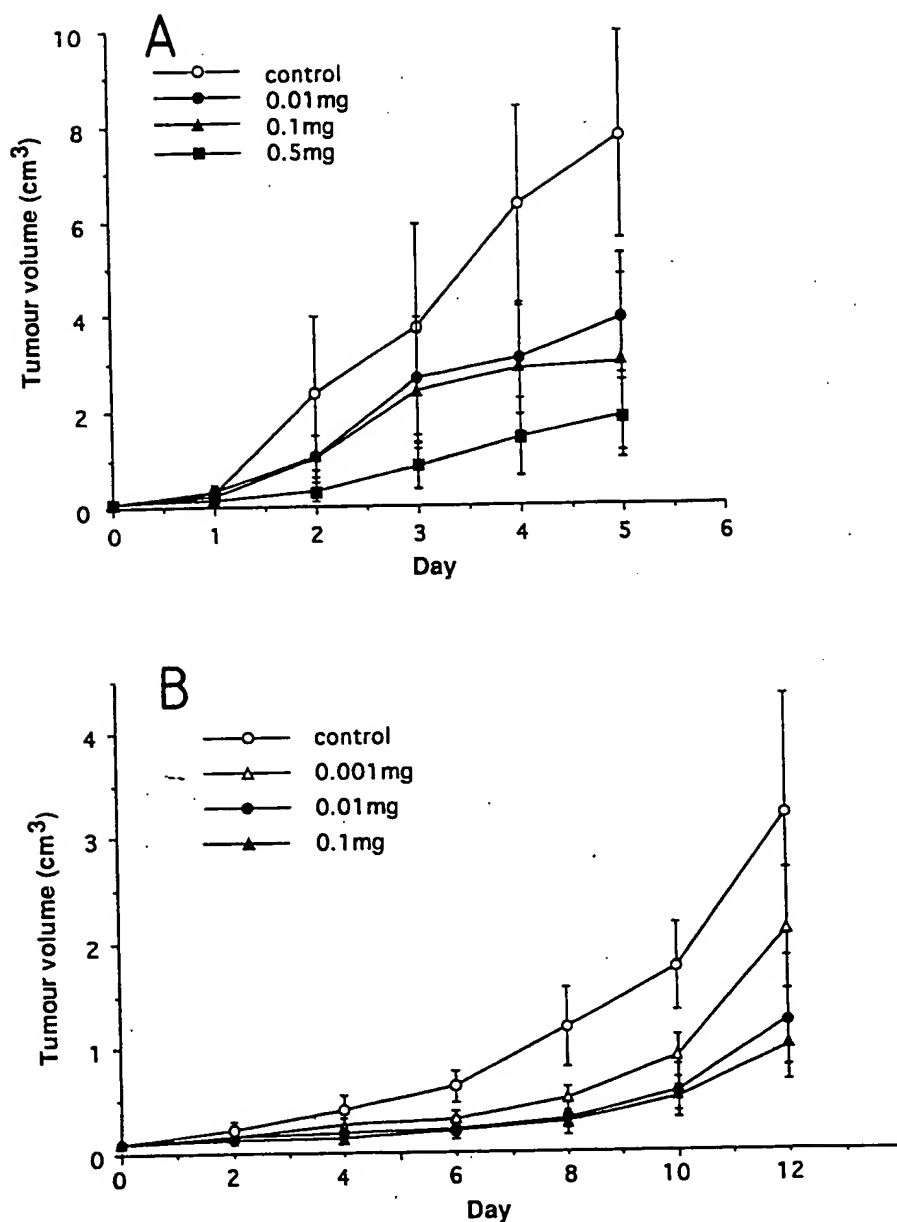 A
control
0.01mg
0.1mg
0.5mg
Tumour volume (cm³)
10
8
6
4
2
0
0 1 2 3 4 5 6
Day
B
control
0.001mg
0.01mg
0.1mg
Tumour volume (cm³)
4
3
2
1
0
0 2 4 6 8 10 12
Day